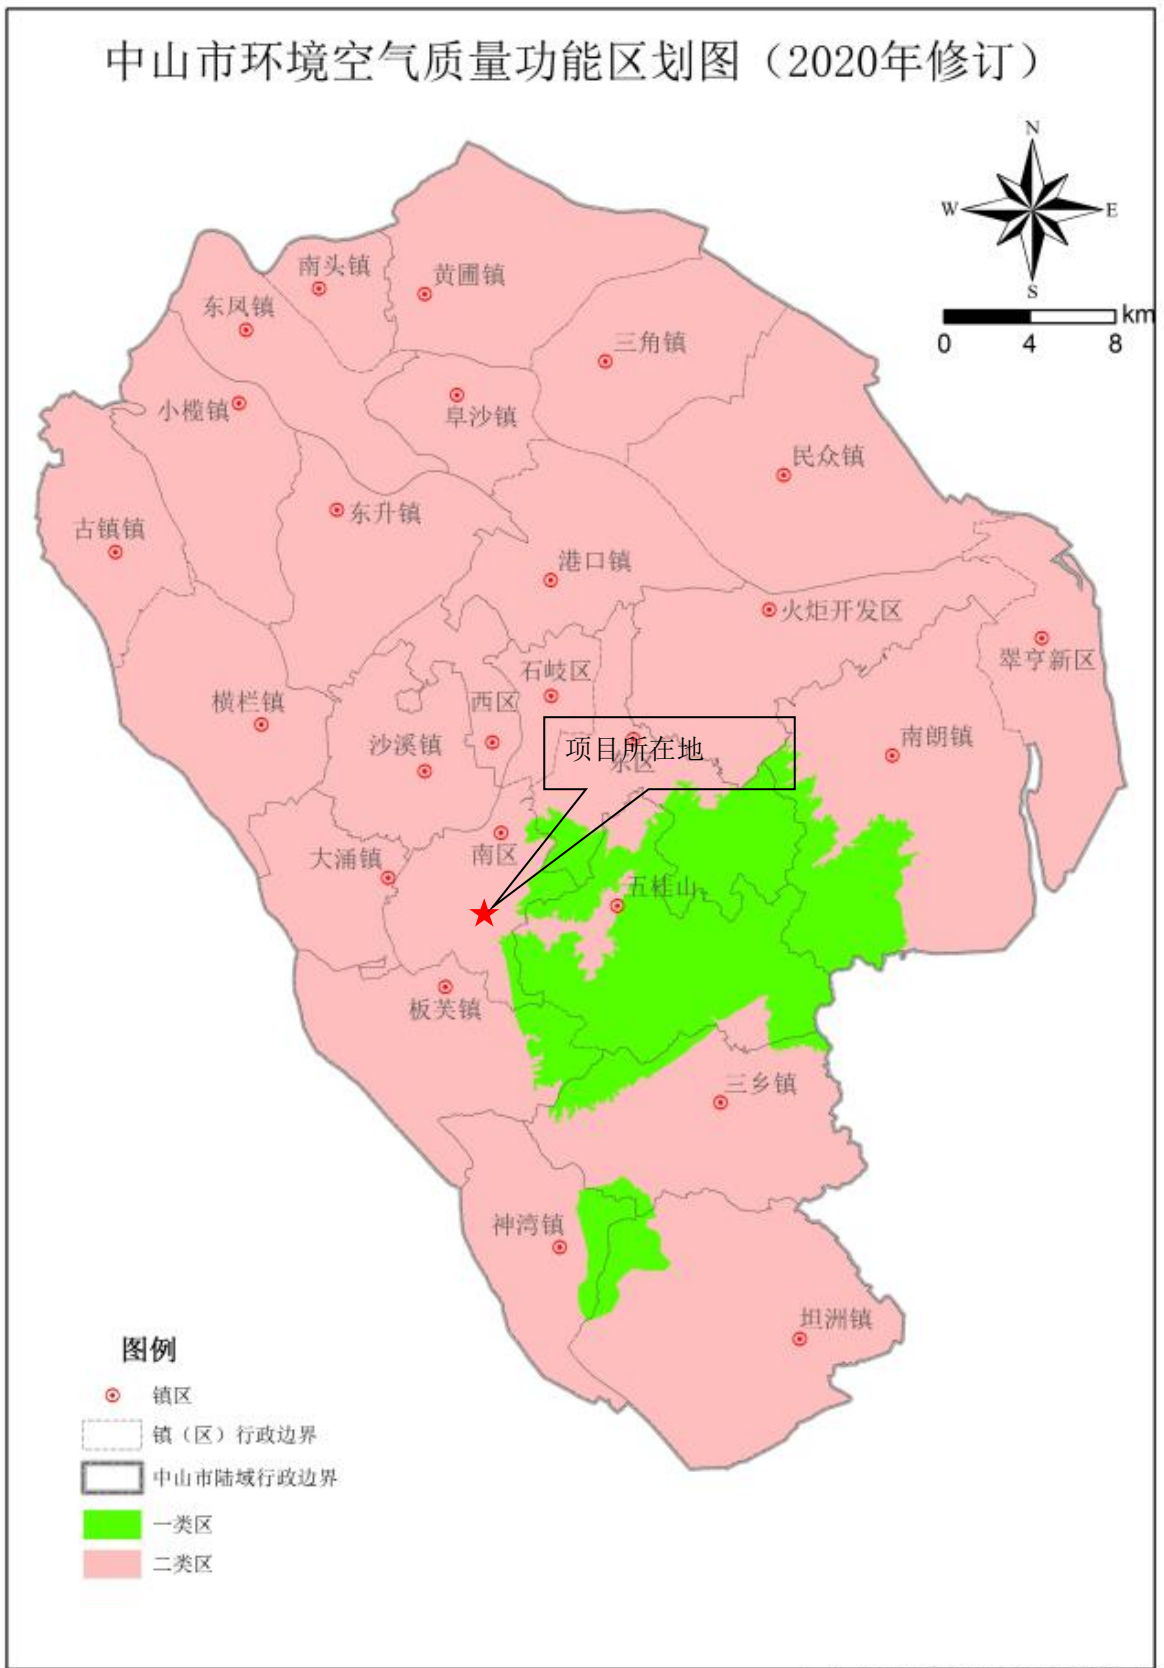 中山市环境空气质量功能区划图（2020年修订）
N
W
E
S
km
0 4 8
南头镇
黄圃镇
东凤镇
三角镇
小榄镇
阜沙镇
民众镇
古镇镇
东升镇
港口镇
火炬开发区
翠亨新区
石岐区
西区
横栏镇
沙溪镇
项目所在地
东区
南朗镇
大涌镇
南区
五桂山
板芙镇
三乡镇
神湾镇
坦洲镇
图例
镇区
镇（区）行政边界
中山市陆域行政边界
一类区
二类区